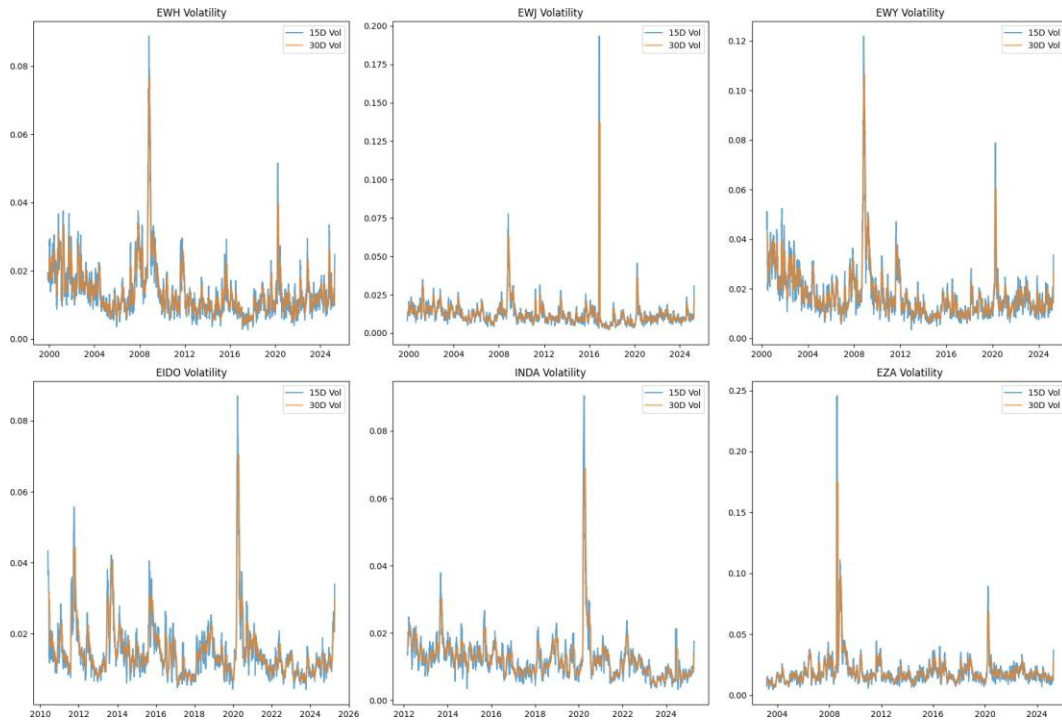 EWH Volatility
15D Vol
30D Vol
0.08
0.06
0.04
0.02
0.00
2000 2004 2008 2012 2016 2020 2024
EWJ Volatility
15D Vol
30D Vol
0.200
0.175
0.150
0.125
0.100
0.075
0.050
0.025
0.000
2000 2004 2008 2012 2016 2020 2024
EWY Volatility
15D Vol
30D Vol
0.12
0.10
0.08
0.06
0.04
0.02
0.00
2000 2004 2008 2012 2016 2020 2024
EIDO Volatility
15D Vol
30D Vol
0.08
0.06
0.04
0.02
2010 2012 2014 2016 2018 2020 2022 2024 2026
INDA Volatility
15D Vol
30D Vol
0.08
0.06
0.04
0.02
0.00
2012 2014 2016 2018 2020 2022 2024
EZA Volatility
15D Vol
30D Vol
0.25
0.20
0.15
0.10
0.05
0.00
2004 2008 2012 2016 2020 2024